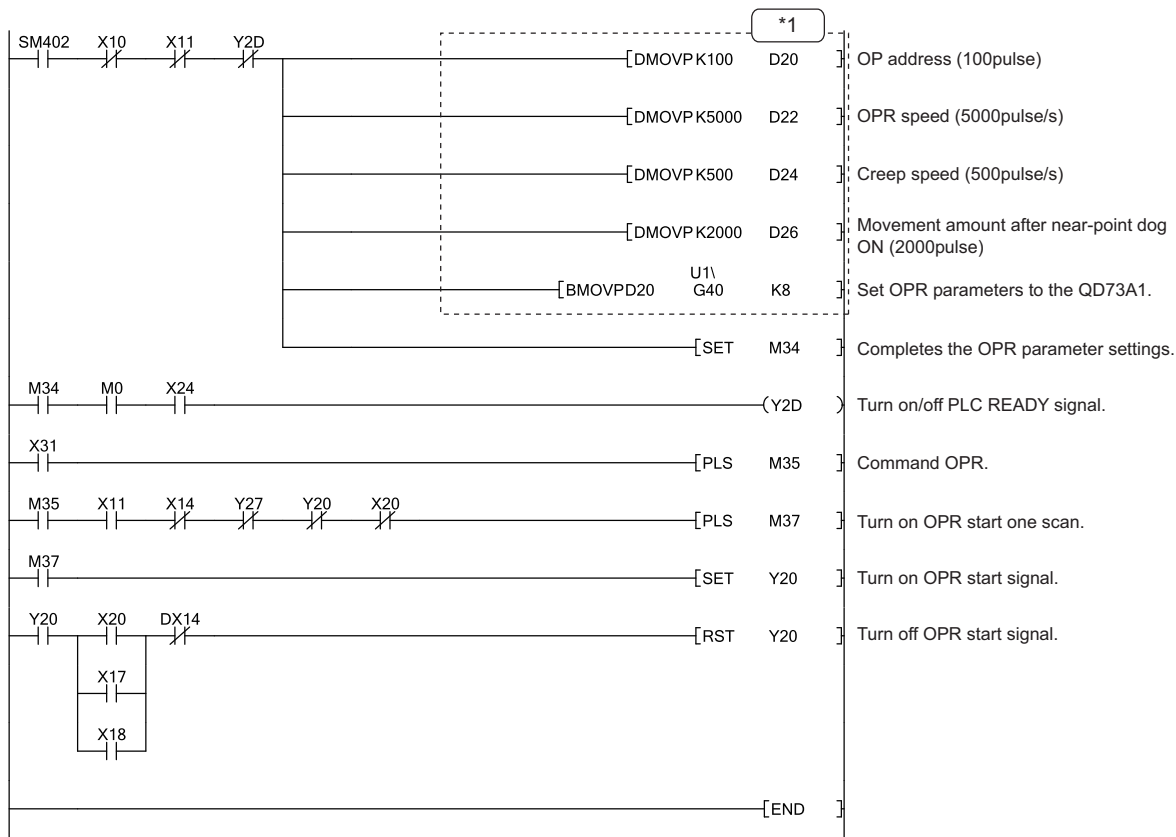 *1
SM402 X10 X11 Y2D
[DMOVP K100 D20 ] OP address (100pulse)
[DMOVP K5000 D22 ] OPR speed (5000pulse/s)
[DMOVP K500 D24 ] Creep speed (500pulse/s)
[DMOVP K2000 D26 ] Movement amount after near-point dog
ON (2000pulse)
U1\
[BMOVPD20 G40 K8 ] Set OPR parameters to the QD73A1.
[SET M34 ] Completes the OPR parameter settings.
M34 M0 X24
(Y2D ) Turn on/off PLC READY signal.
X31
[PLS M35 ] Command OPR.
M35 X11 X14 Y27 Y20 X20
[PLS M37 ] Turn on OPR start one scan.
M37
[SET Y20 ] Turn on OPR start signal.
Y20 X20 DX14
[RST Y20 ] Turn off OPR start signal.
X17
X18
[END ]